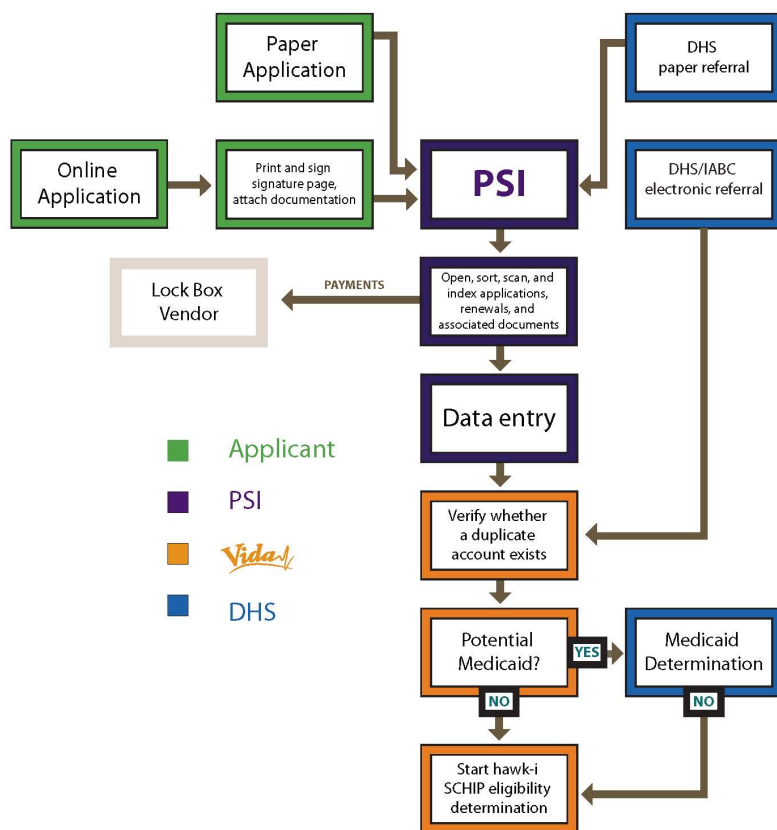 Paper
Application
DHS
paper referral
Online
Application
Print and sign
signature page,
attach documentation
PSI
DHS/IABC
electronic referral
Lock Box
Vendor
PAYMENTS
Open, sort, scan, and
index applications,
renewals, and
associated documents
Data entry
Applicant
PSI
Vida
DHS
Verify whether
a duplicate
account exists
Potential
Medicaid?
YES
Medicaid
Determination
NO
NO
Start hawk-i
SCHIP eligibility
determination